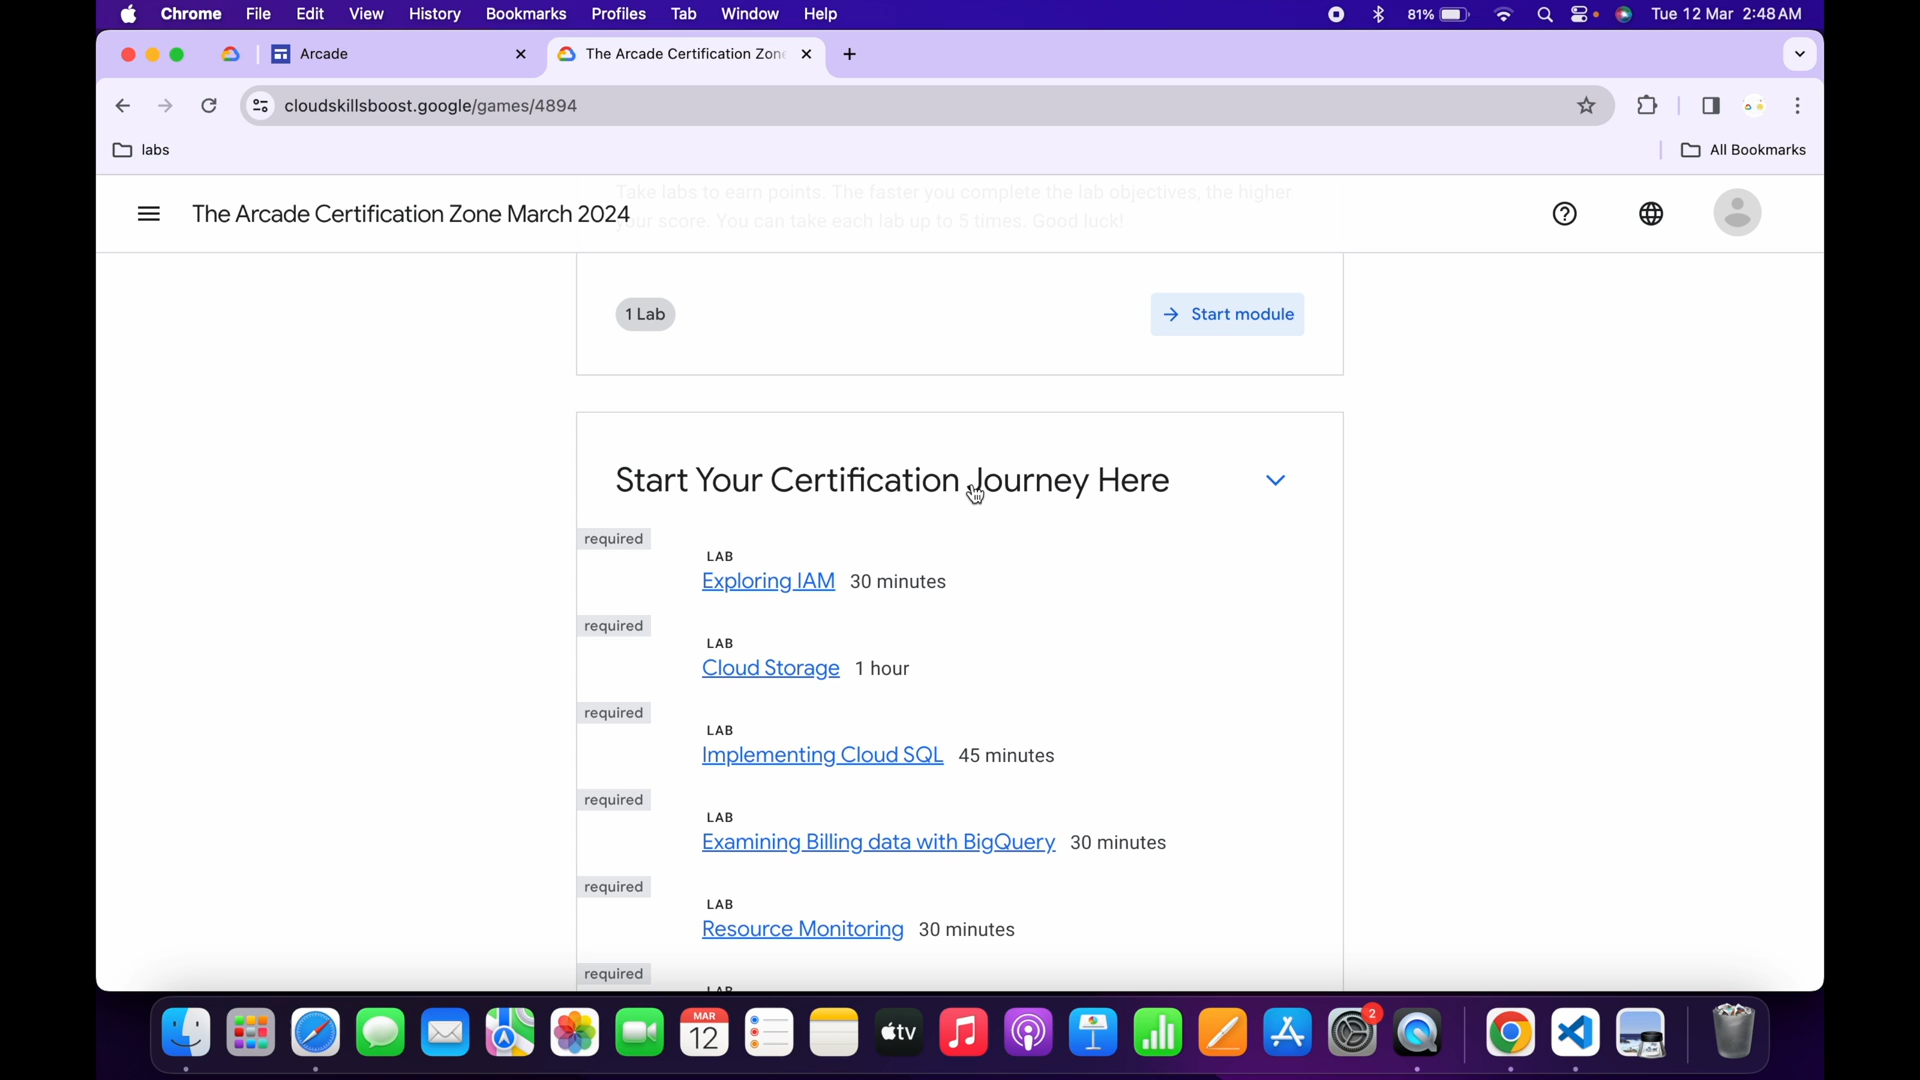 Chrome File Edit View History Bookmarks Profiles Tab Window Help 81% Tue 12 Mar 2:48 AM
Arcade The Arcade Certification Zone
cloudskillsboost.google/games/4894
labs All Bookmarks
Take labs to earn points. The faster you complete the lab objectives, the higher
The Arcade Certification Zone March 2024
your score. You can take each lab up to 5 times. Good luck!
1 Lab Start module
Start Your Certification Journey Here
required
LAB
Exploring IAM 30 minutes
required
LAB
Cloud Storage 1 hour
required
LAB
Implementing Cloud SQL 45 minutes
required
LAB
Examining Billing data with BigQuery 30 minutes
required
LAB
Resource Monitoring 30 minutes
required
LAB
MAR
12
tv
2